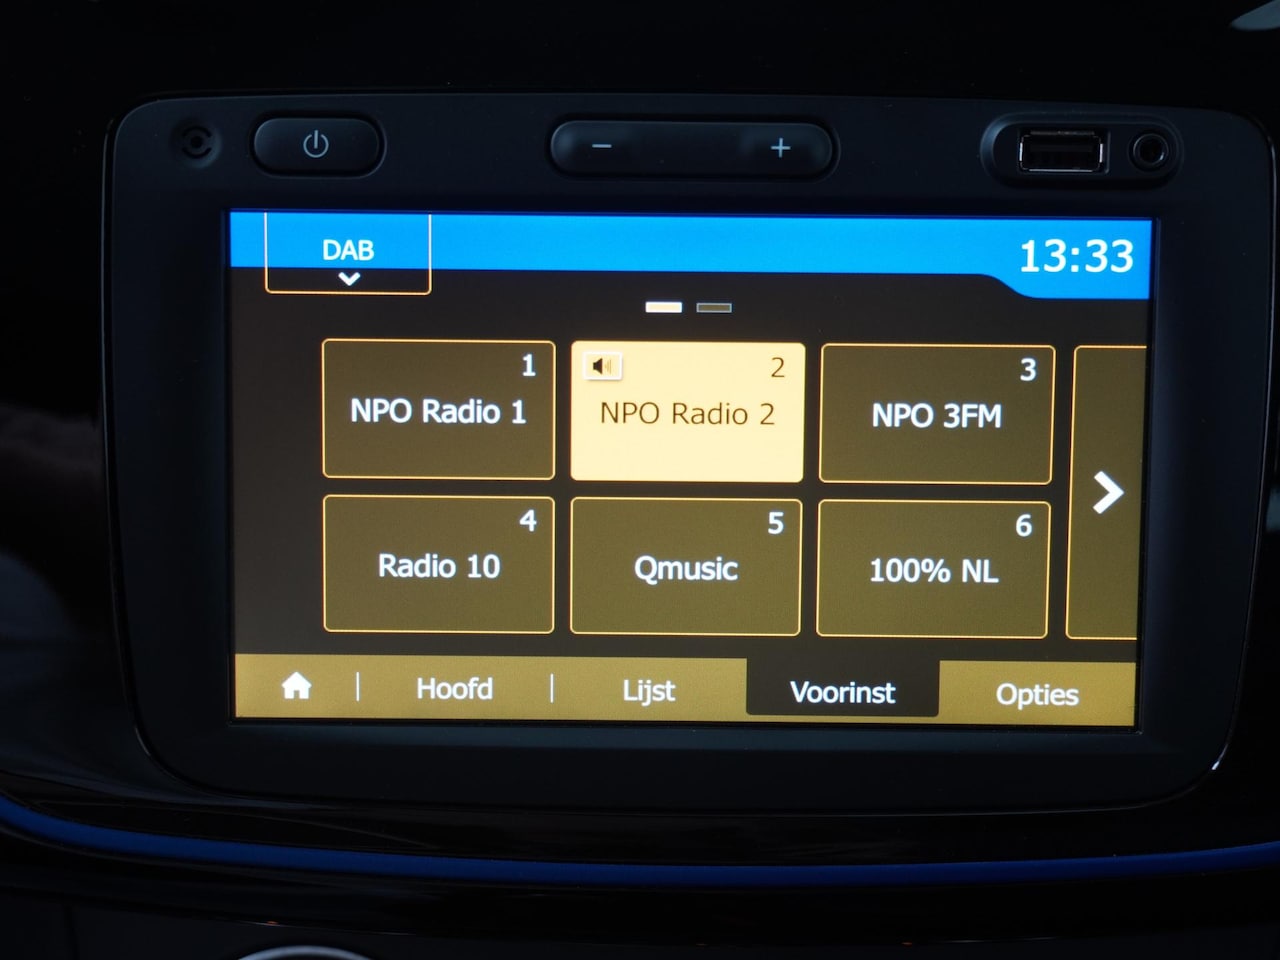 DAB
13:33
1
NPO Radio 1
2
NPO Radio 2
3
NPO 3FM
4
Radio 10
5
Qmusic
6
100% NL
Hoofd
Lijst
Voorinst
Opties